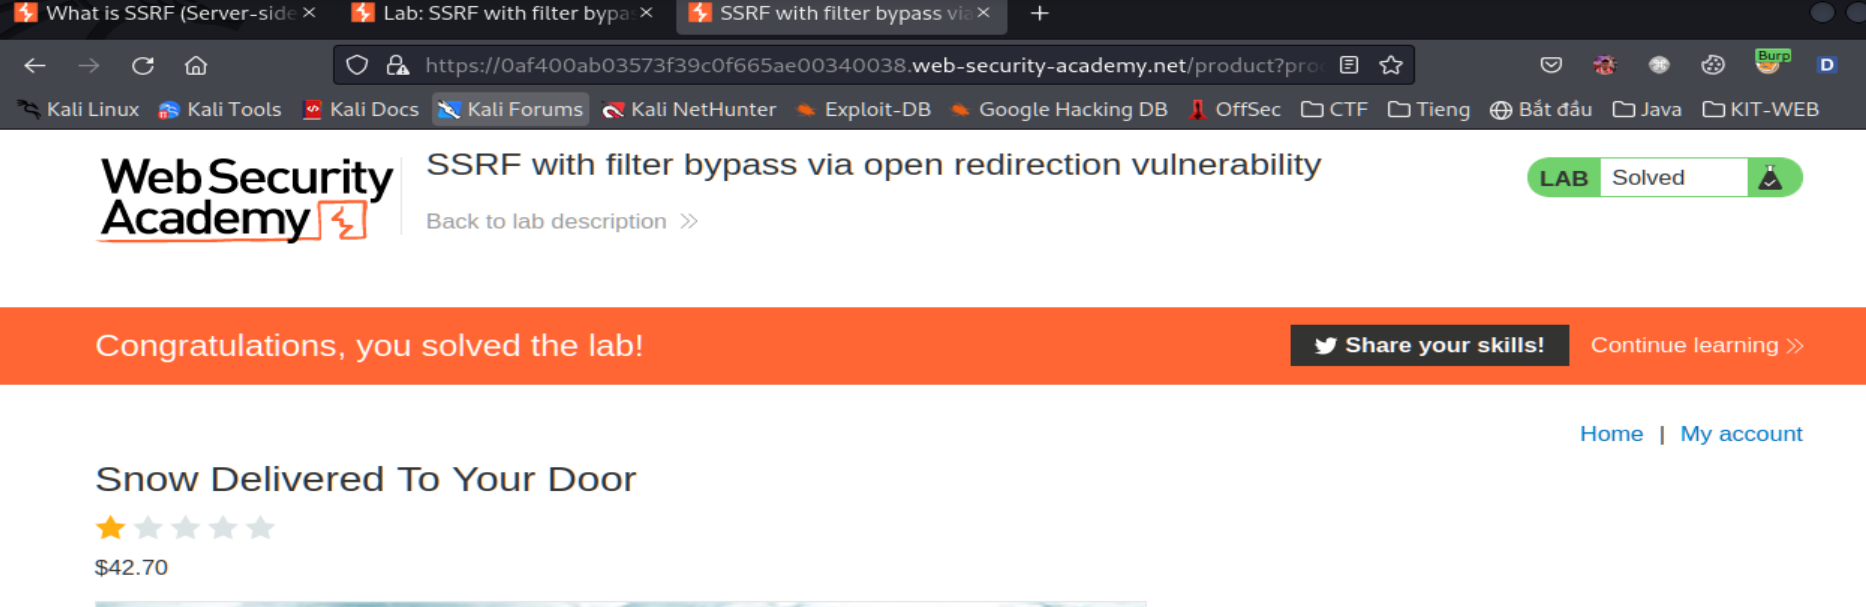 What is SSRF (Server-side Lab: SSRF with filter bypas SSRF with filter bypass via
https://0af400ab03573f39c0f665ae00340038.web-security-academy.net/product?pro Burp D
Kali Linux Kali Tools Kali Docs Kali Forums Kali NetHunter Exploit-DB Google Hacking DB OffSec CTF Tieng Bắt đầu Java KIT-WEB
Web Security
Academy
SSRF with filter bypass via open redirection vulnerability
Back to lab description
LAB Solved
Congratulations, you solved the lab!
Share your skills! Continue learning
Home | My account
Snow Delivered To Your Door
$42.70